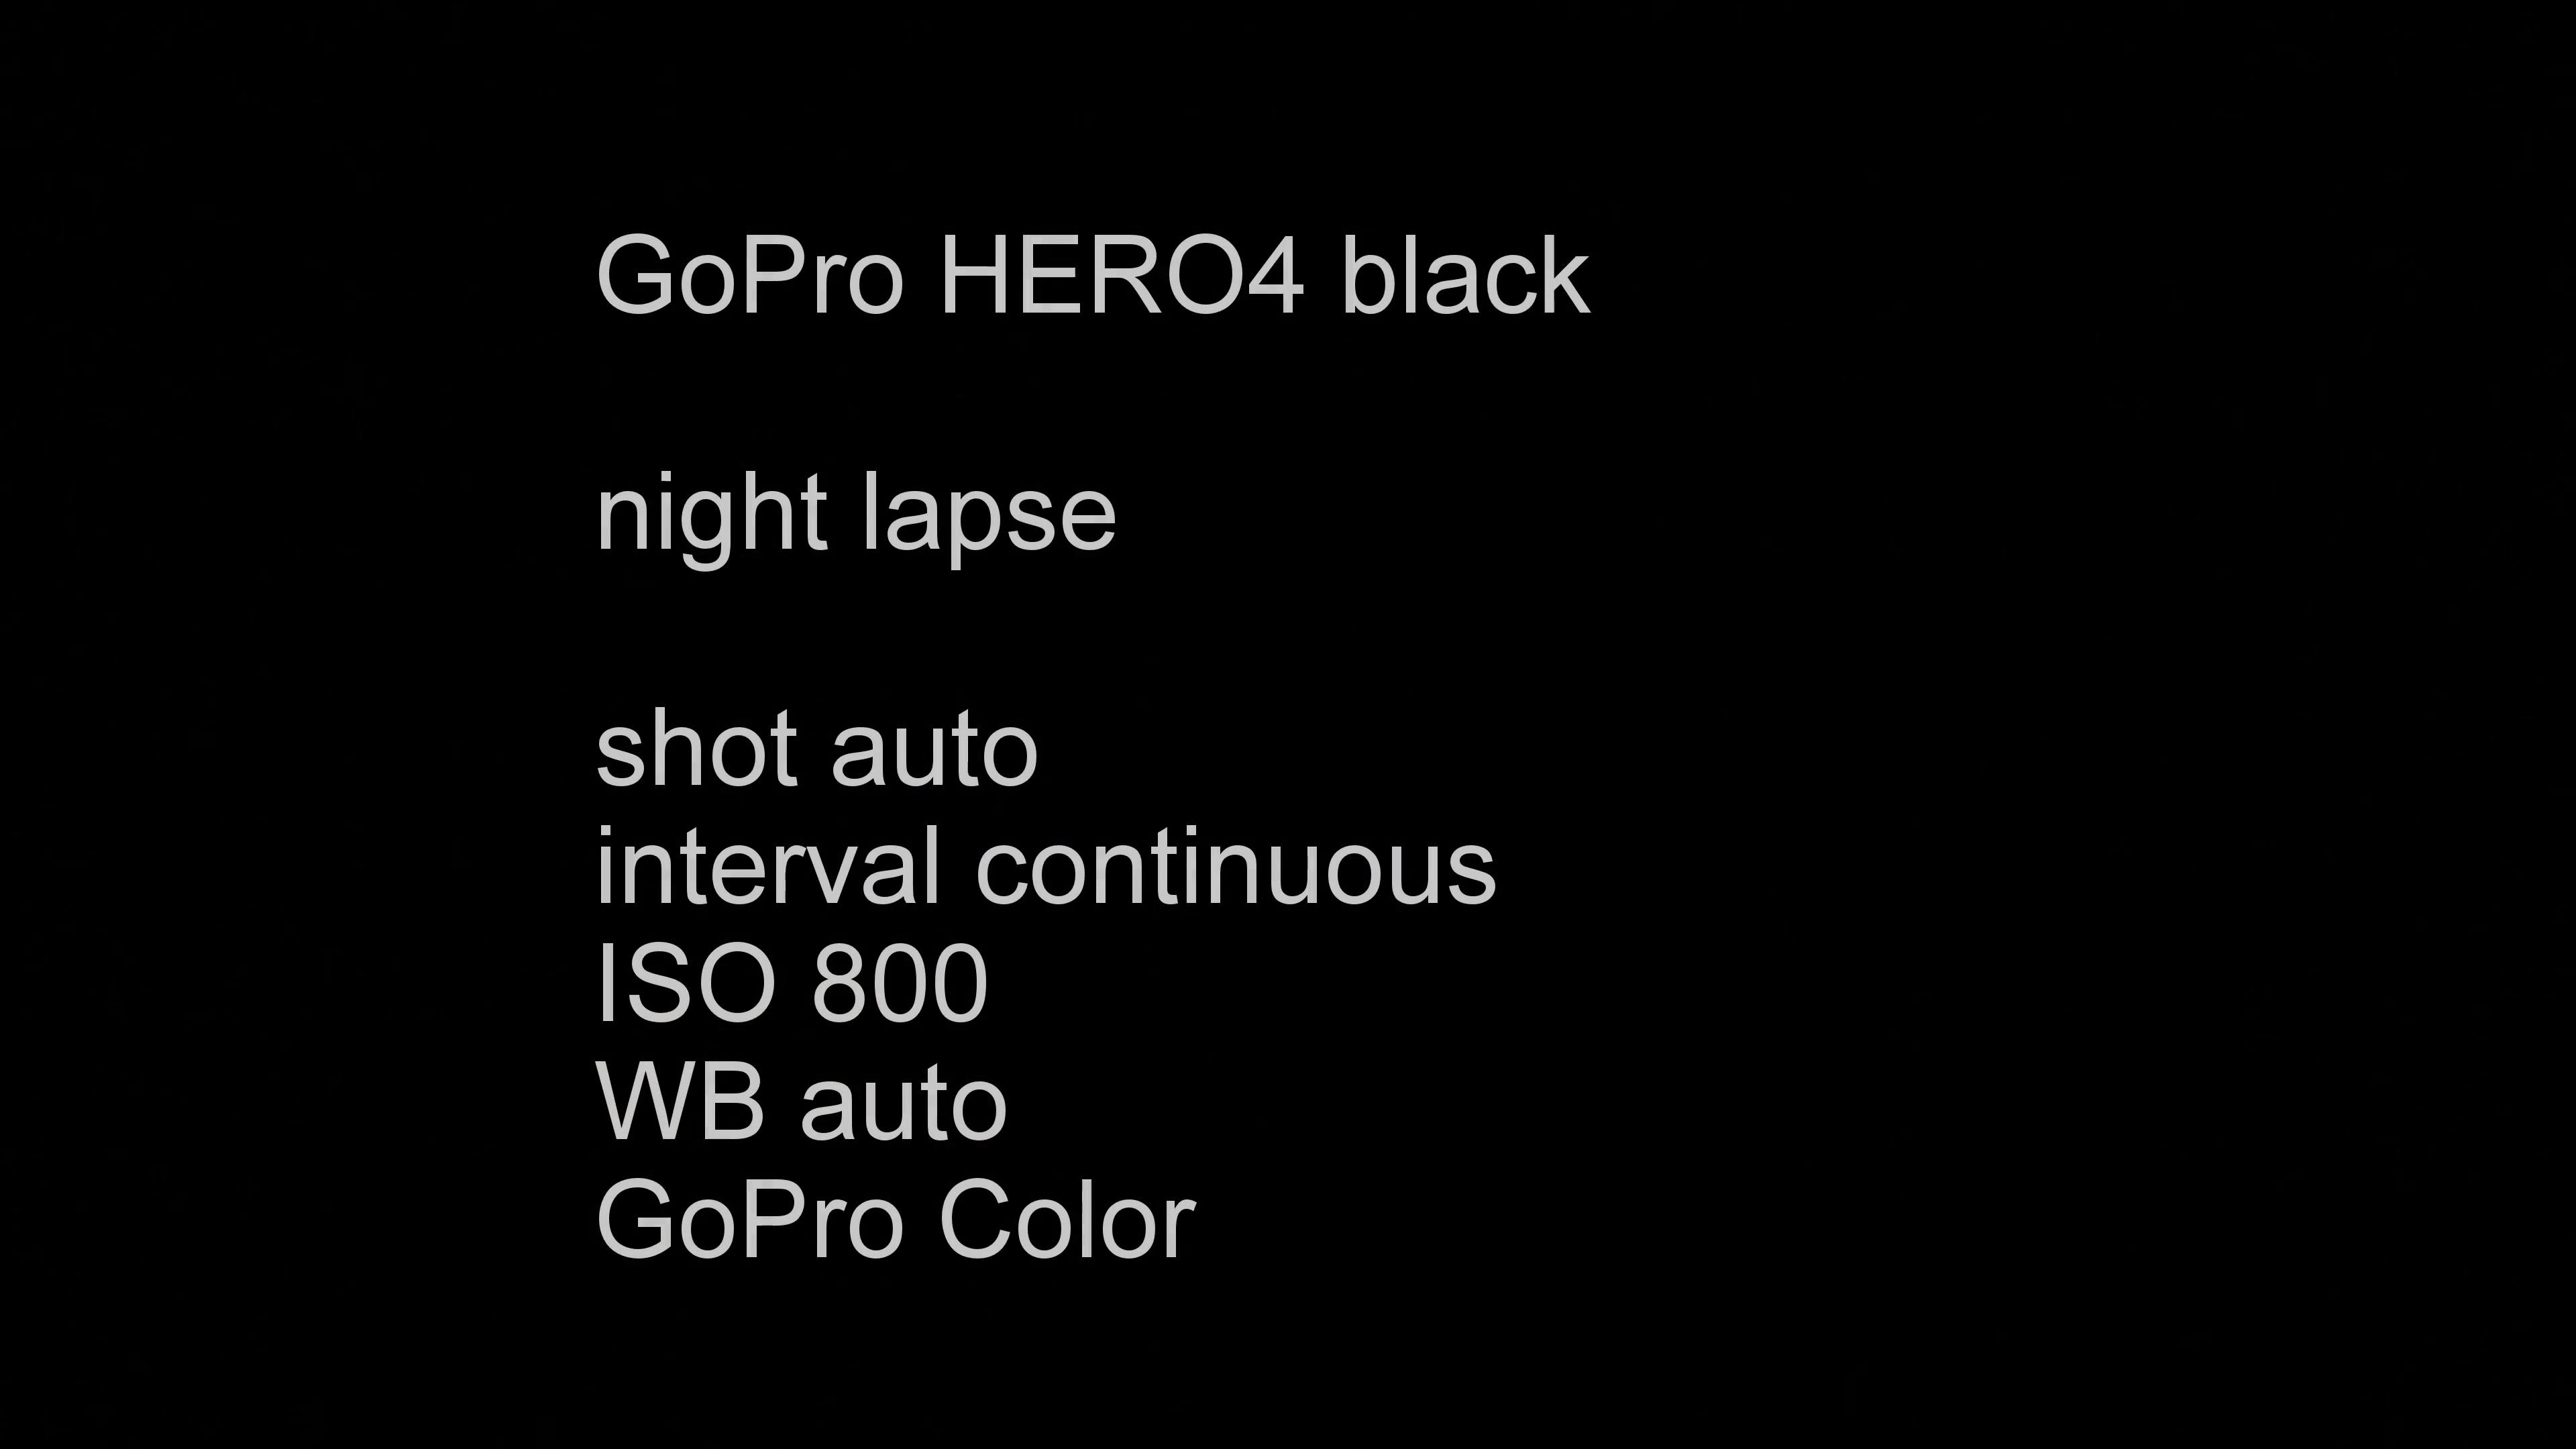 GoPro HERO4 black
night lapse
shot auto
interval continuous
ISO 800
WB auto
GoPro Color